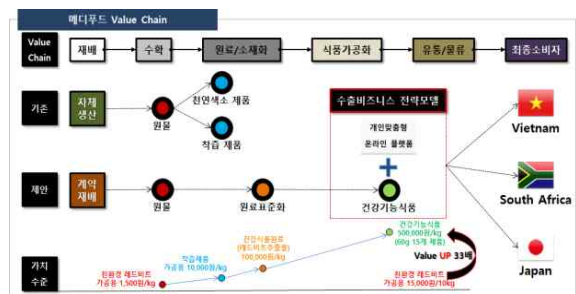 메디푸드 Value Chain
Value Chain
재배
수확
원료/소재화
식품가공화
유통/물류
최종소비자
기존
자체 생산
원물
천연색소 제품
착즙 제품
수출비즈니스 전략모델
개인맞춤형
온라인 플랫폼
Vietnam
제안
계약 재배
원물
원료표준화
건강기능식품
South Africa
Japan
가치 수준
친환경 레드비트
가공용 1,500원/kg
착즙제품
가공용 10,000원/kg
건강식품원료
(레드비트추출물)
100,000원/kg
건강기능식품
500,000원/kg
(60g 15개 제품)
Value UP 33배
친환경 레드비트
가공용 15,000원/10kg